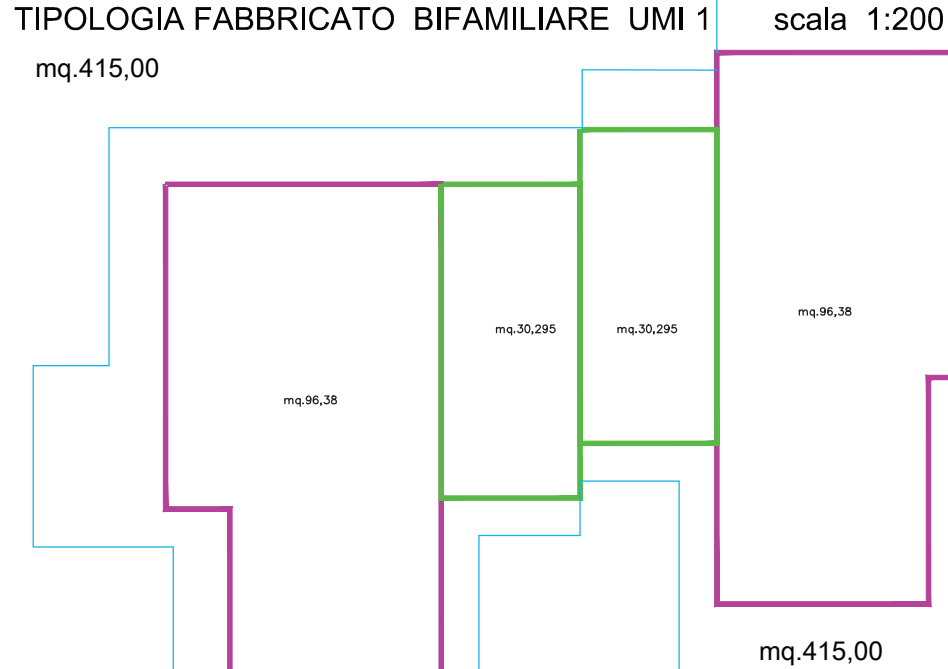 TIPOLOGIA FABBRICATO BIFAMILIARE UMI 1 scala 1:200
mq.415,00
mq.96,38
mq.30,295 mq.30,295
mq.96,38
mq.415,00